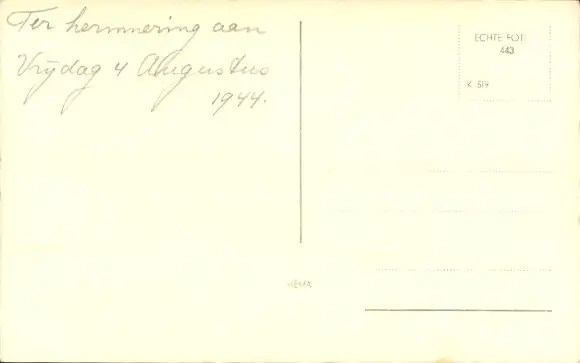 Ter herinnering aan
Vrijdag 4 Augustus
1944.
ECHTE FOTO
443
K 519
HEMA